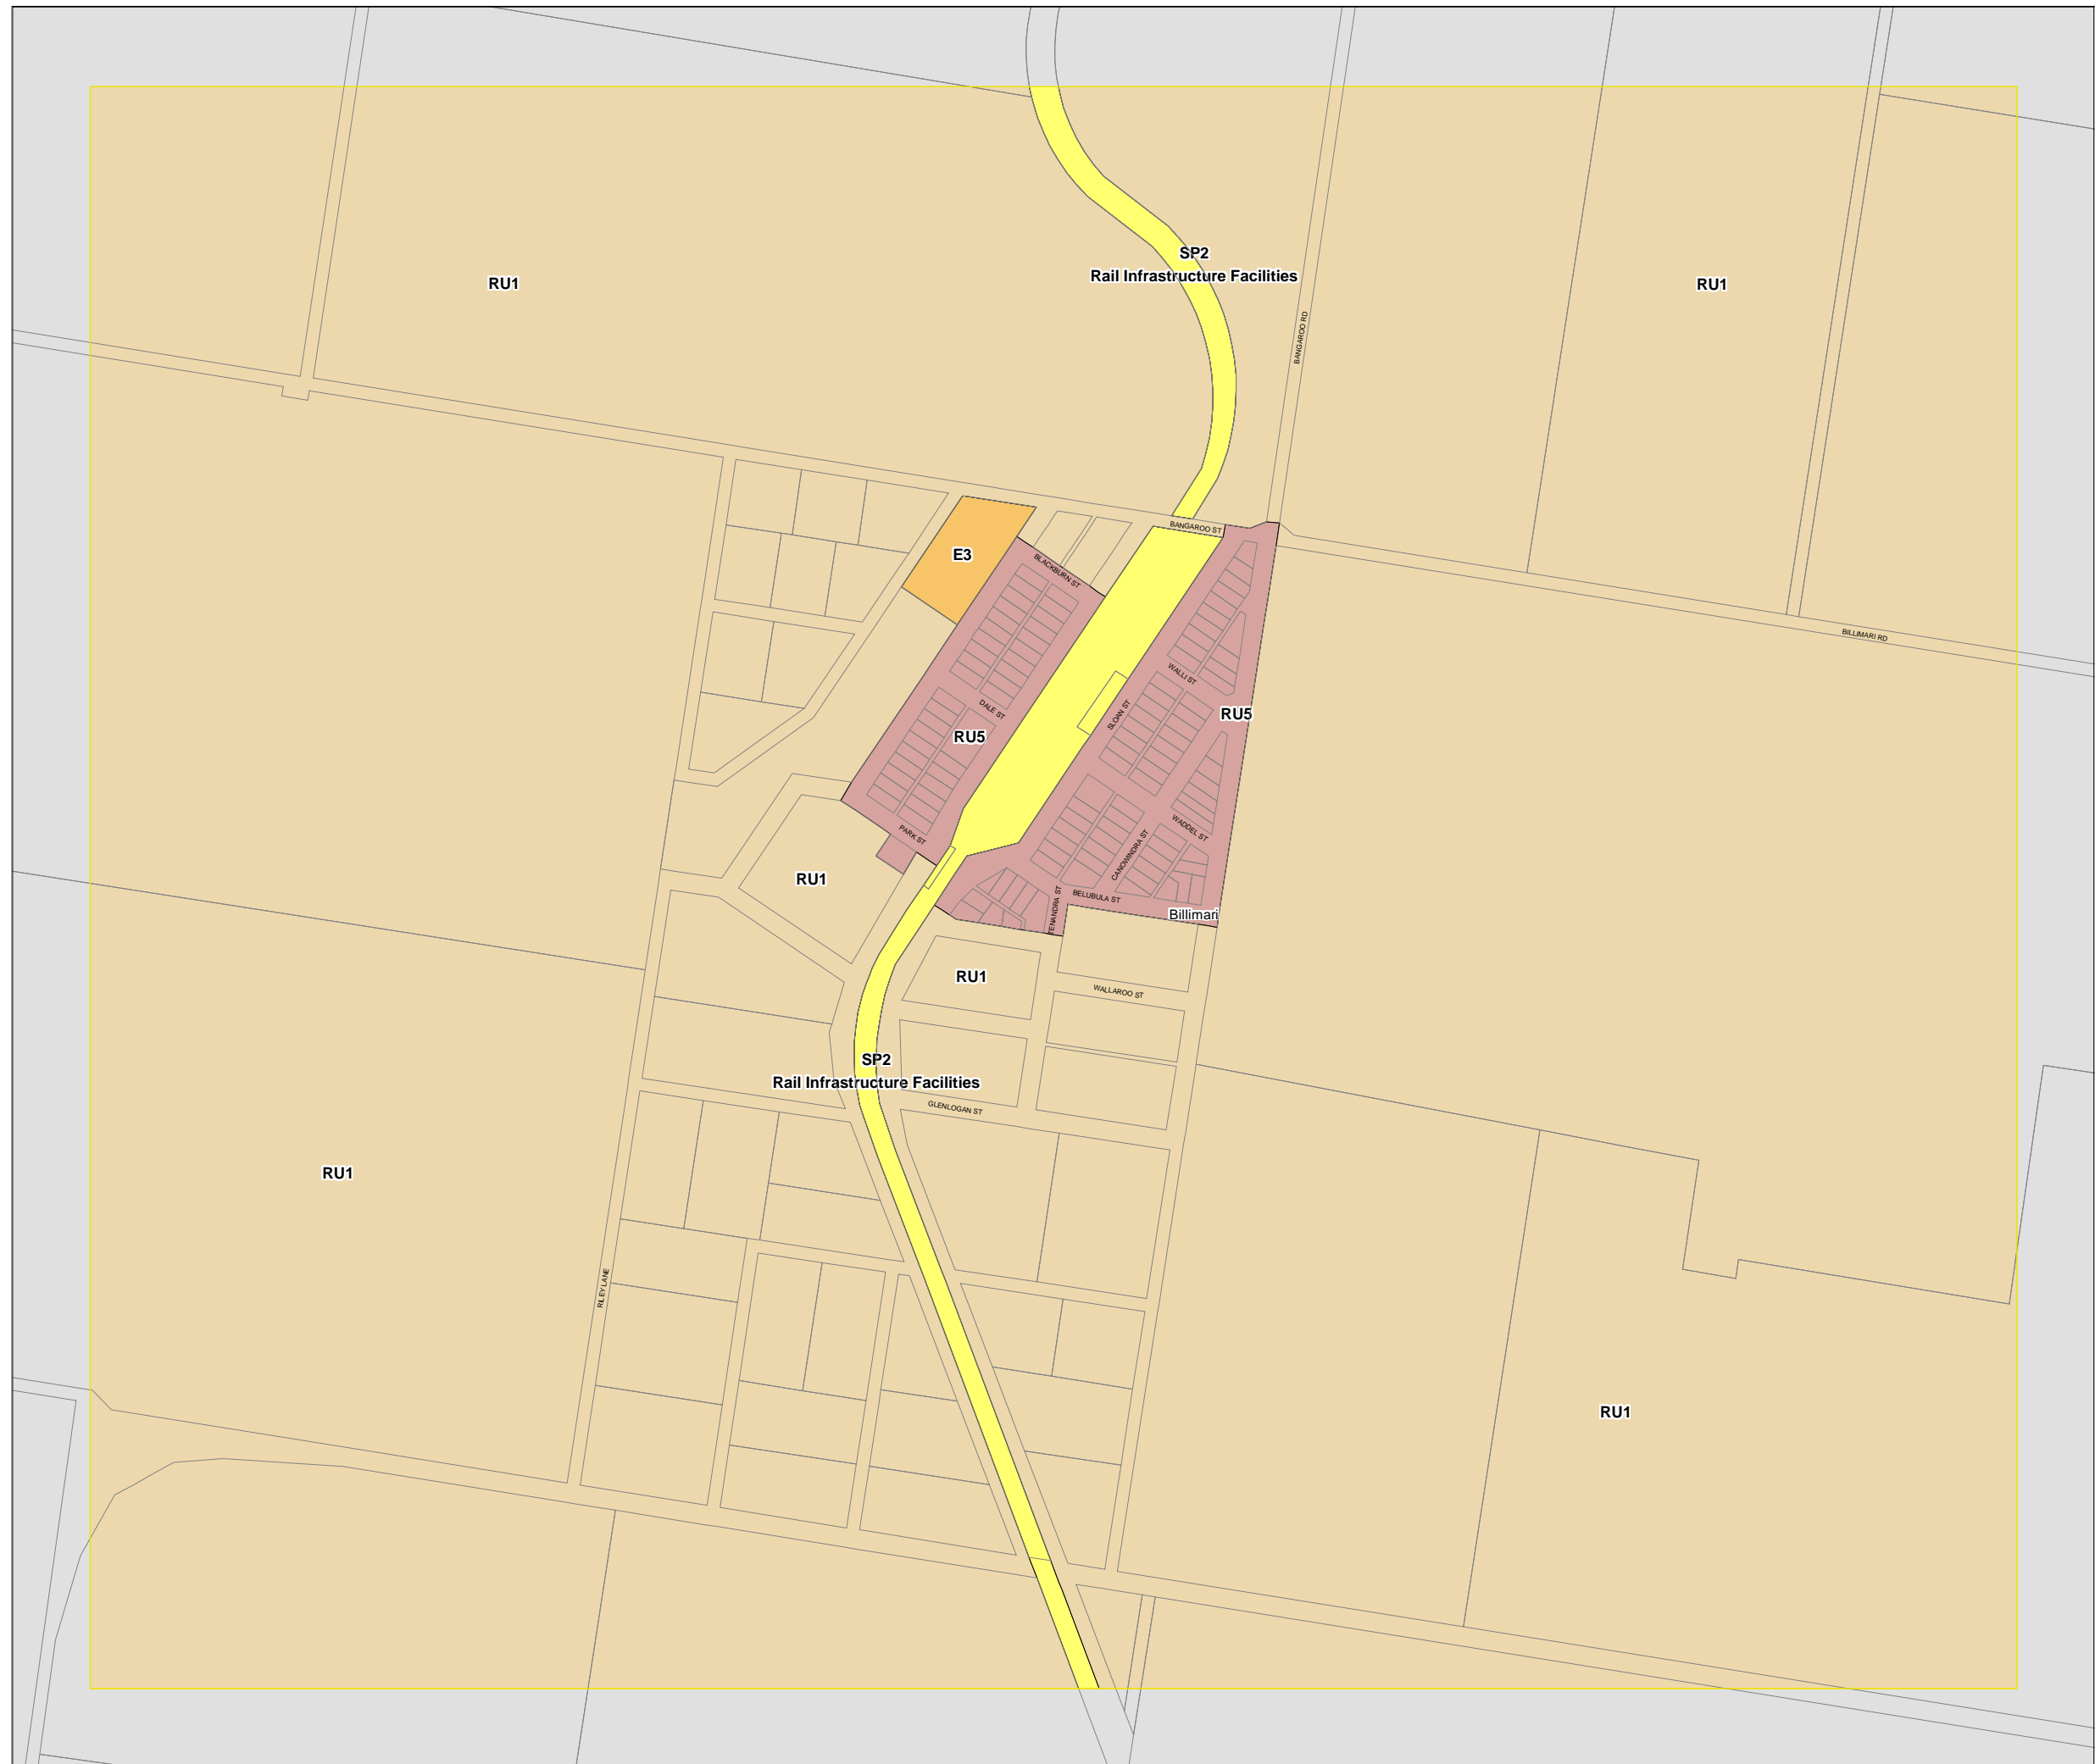 SP2
Rail Infrastructure Facilities
RU1
RU1
BANGAROO RD
BANGAROO ST
E3
BLACKBURN ST
BILLIMARI RD
WALLI ST
DALE ST
SLOAN ST
RU5
RU5
WADDEL ST
PARK ST
CANOWINDRA ST
RU1
BELUBULA ST
TENANDRA ST
Billimari
RU1
WALLAROO ST
SP2
Rail Infrastructure Facilities
GLENLOGAN ST
RU1
RILEY LANE
RU1